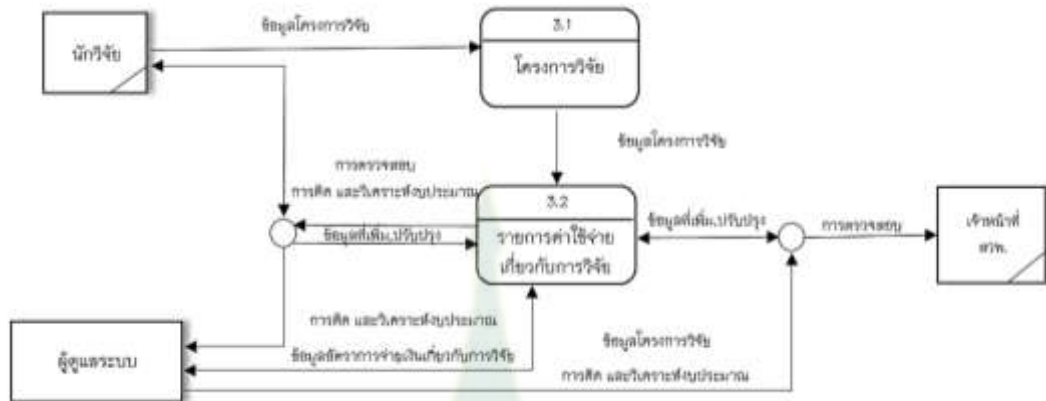 ข้อมูลโครงการวิจัย
3.1
นักวิจัย
โครงการวิจัย
ข้อมูลโครงการวิจัย
การตรวจสอบ
การคิด และวิเคราะห์งบประมาณ
3.2
ข้อมูลที่เพิ่ม,ปรับปรุง
รายการค่าใช้จ่าย
เกี่ยวกับการวิจัย
ข้อมูลที่เพิ่ม,ปรับปรุง
การตรวจสอบ
เจ้าหน้าที่
สวพ.
การคิด และวิเคราะห์งบประมาณ
ข้อมูลโครงการวิจัย
ผู้ดูแลระบบ
ข้อมูลอัตราการจ่ายเงินเกี่ยวกับการวิจัย
การคิด และวิเคราะห์งบประมาณ